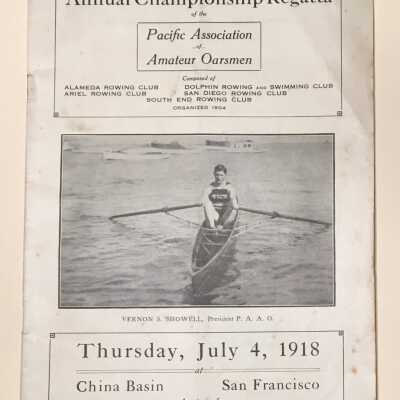 Annual Championship Regatta
of the
Pacific Association
of
Amateur Oarsmen
Composed of
ALAMEDA ROWING CLUB DOLPHIN ROWING AND SWIMMING CLUB
ARIEL ROWING CLUB SAN DIEGO ROWING CLUB
SOUTH END ROWING CLUB
ORGANIZED 1904
VERNON S. SHOWELL, President P. A. A. O.
Thursday, July 4, 1918
at
China Basin San Francisco